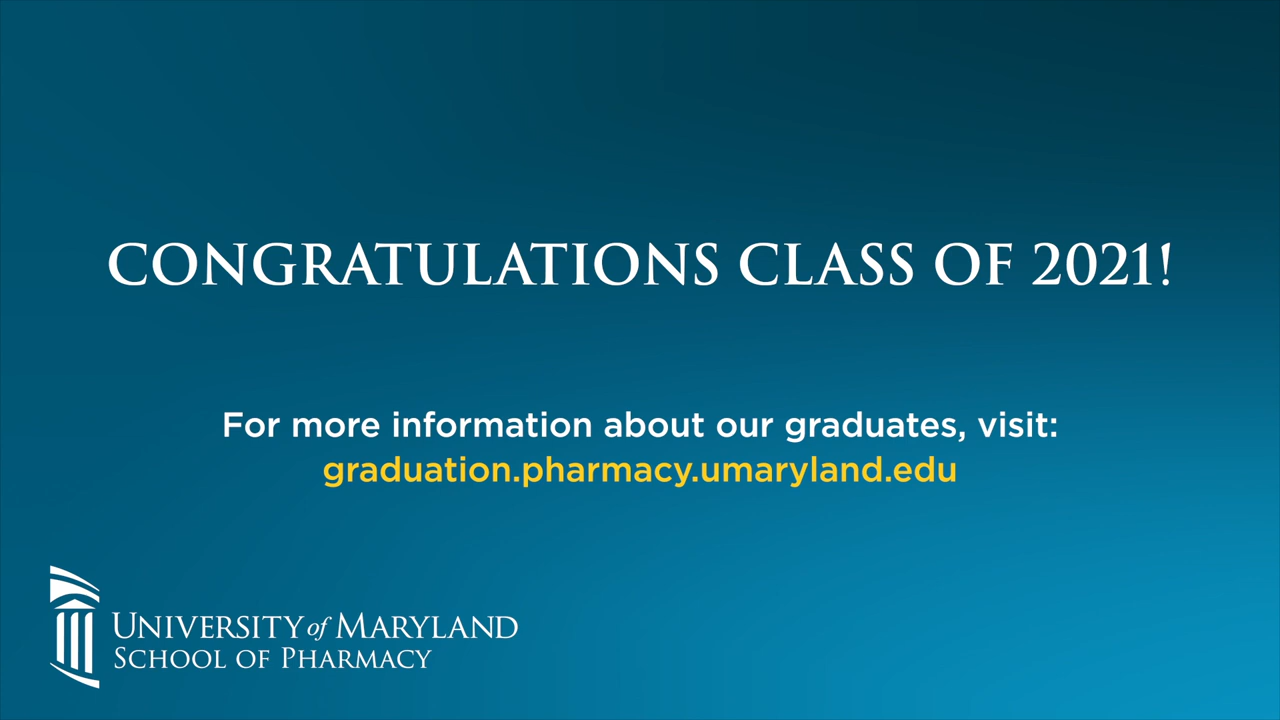 CONGRATULATIONS CLASS OF 2021!
For more information about our graduates, visit:
graduation.pharmacy.umaryland.edu
UNIVERSITY of MARYLAND
SCHOOL OF PHARMACY